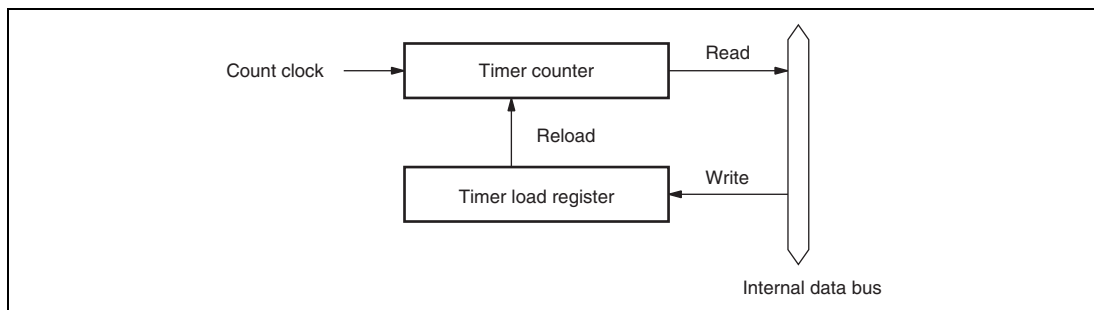 Count clock
Timer counter
Read
Reload
Timer load register
Write
Internal data bus